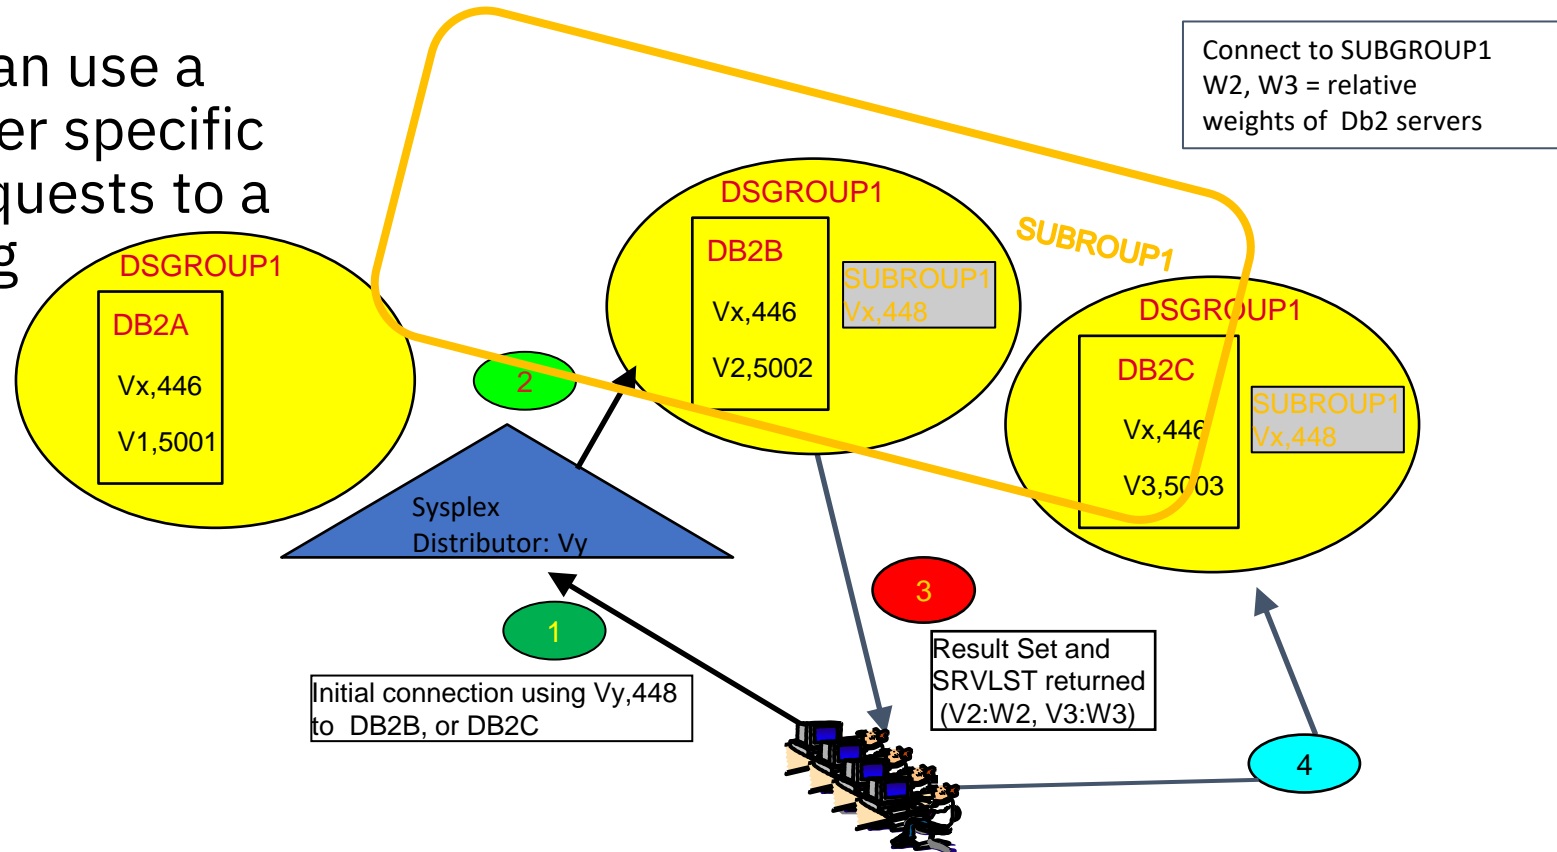 an use a
er specific
quests to a
g
Connect to SUBGROUP1
W2, W3 = relative
weights of Db2 servers
DSGROUP1
DB2A
Vx,446
V1,5001
DSGROUP1
DB2B
Vx,446
V2,5002
SUBROUP1
Vx,448
SUBROUP1
DSGROUP1
DB2C
Vx,446
V3,5003
SUBROUP1
Vx,448
2
Sysplex
Distributor: Vy
1
Initial connection using Vy,448
to DB2B, or DB2C
3
Result Set and
SRVLST returned
(V2:W2, V3:W3)
4